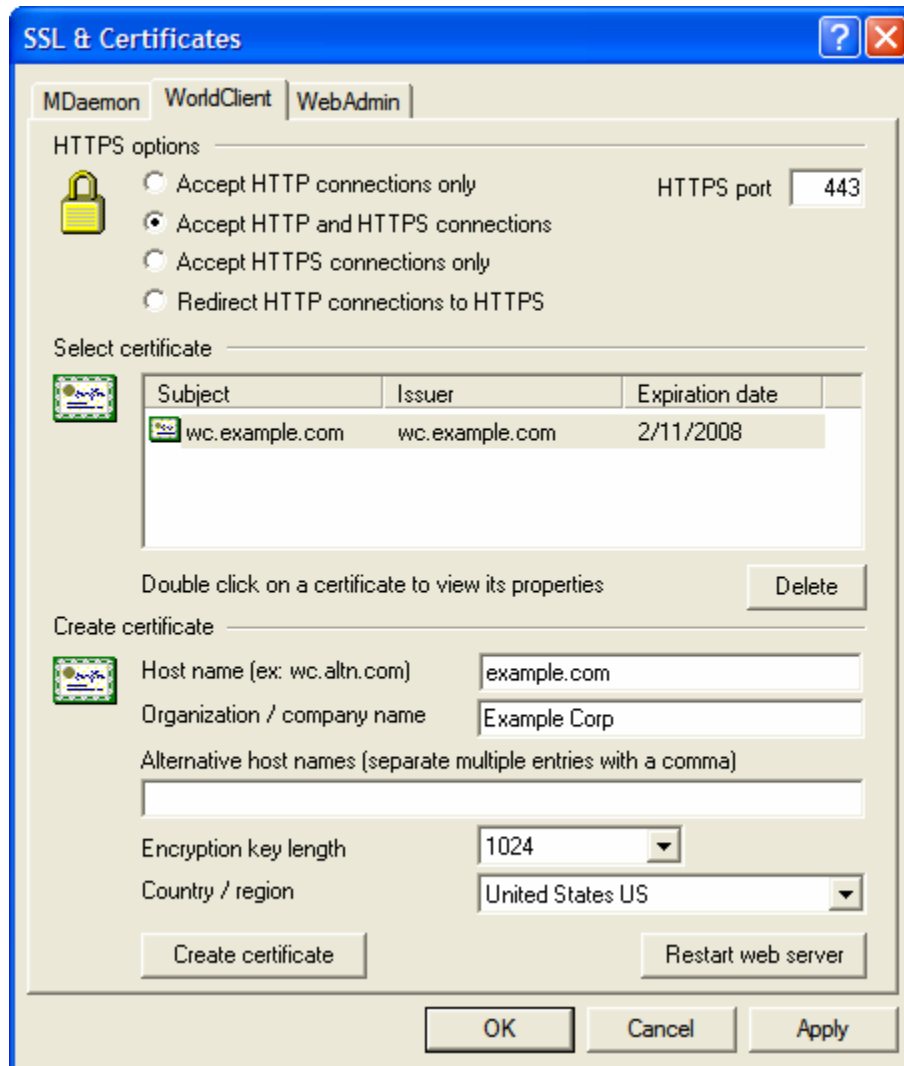 SSL & Certificates
MDaemon WorldClient WebAdmin
HTTPS options
Accept HTTP connections only HTTPS port 443
Accept HTTP and HTTPS connections
Accept HTTPS connections only
Redirect HTTP connections to HTTPS
Select certificate
Subject Issuer Expiration date
wc.example.com wc.example.com 2/11/2008
Double click on a certificate to view its properties Delete
Create certificate
Host name (ex: wc.altn.com) example.com
Organization / company name Example Corp
Alternative host names (separate multiple entries with a comma)
Encryption key length 1024
Country / region United States US
Create certificate Restart web server
OK Cancel Apply